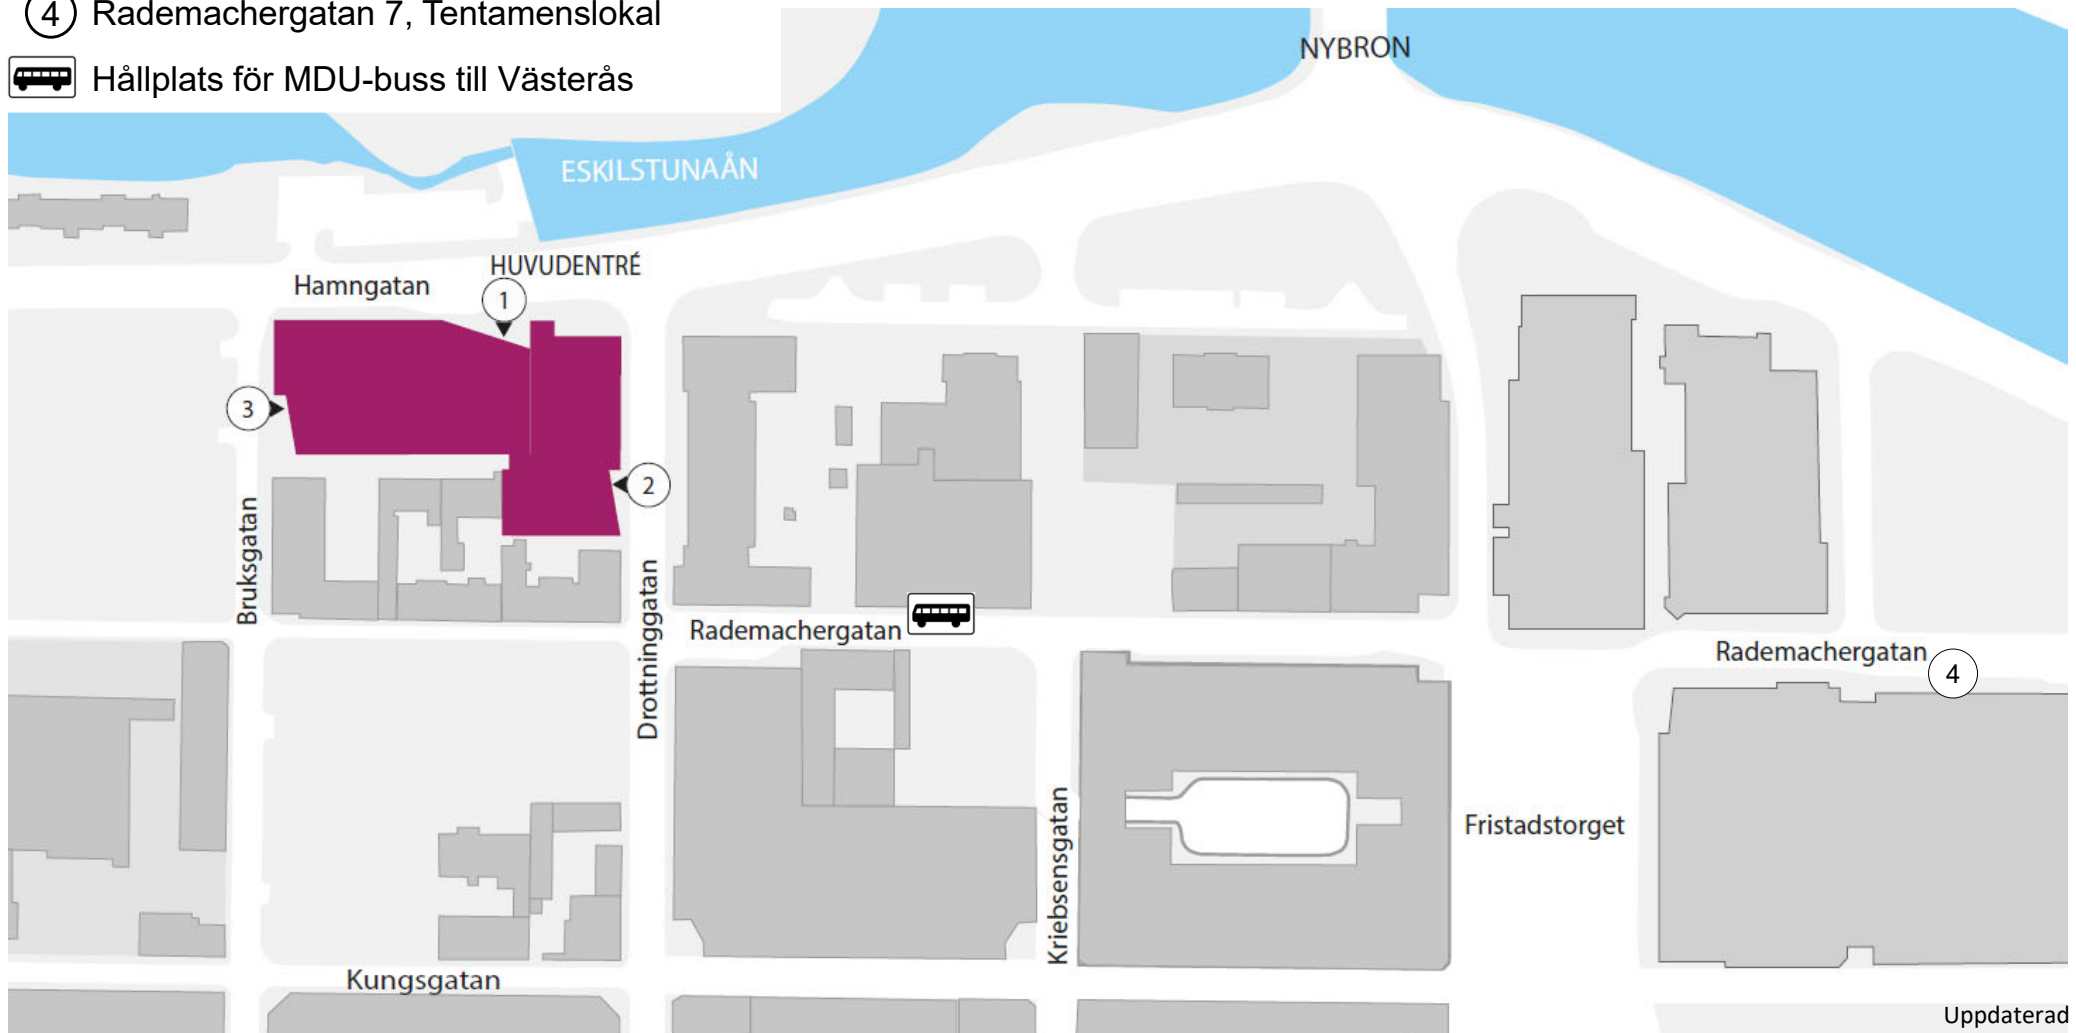 4 Rademachergatan 7, Tentamenslokal
Hållplats för MDU-buss till Västerås
NYBRON
ESKILSTUNAÅN
HUVUDENTRÉ
Hamngatan
1
3
2
Bruksgatan
Drottninggatan
Rademachergatan
Rademachergatan
4
Kriebsensgatan
Fristadstorget
Kungsgatan
Uppdaterad